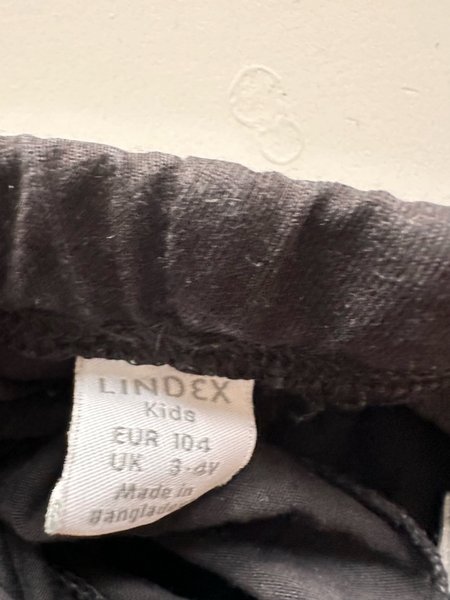 LINDEX
Kids
EUR 104
UK 3-4Y
Made in